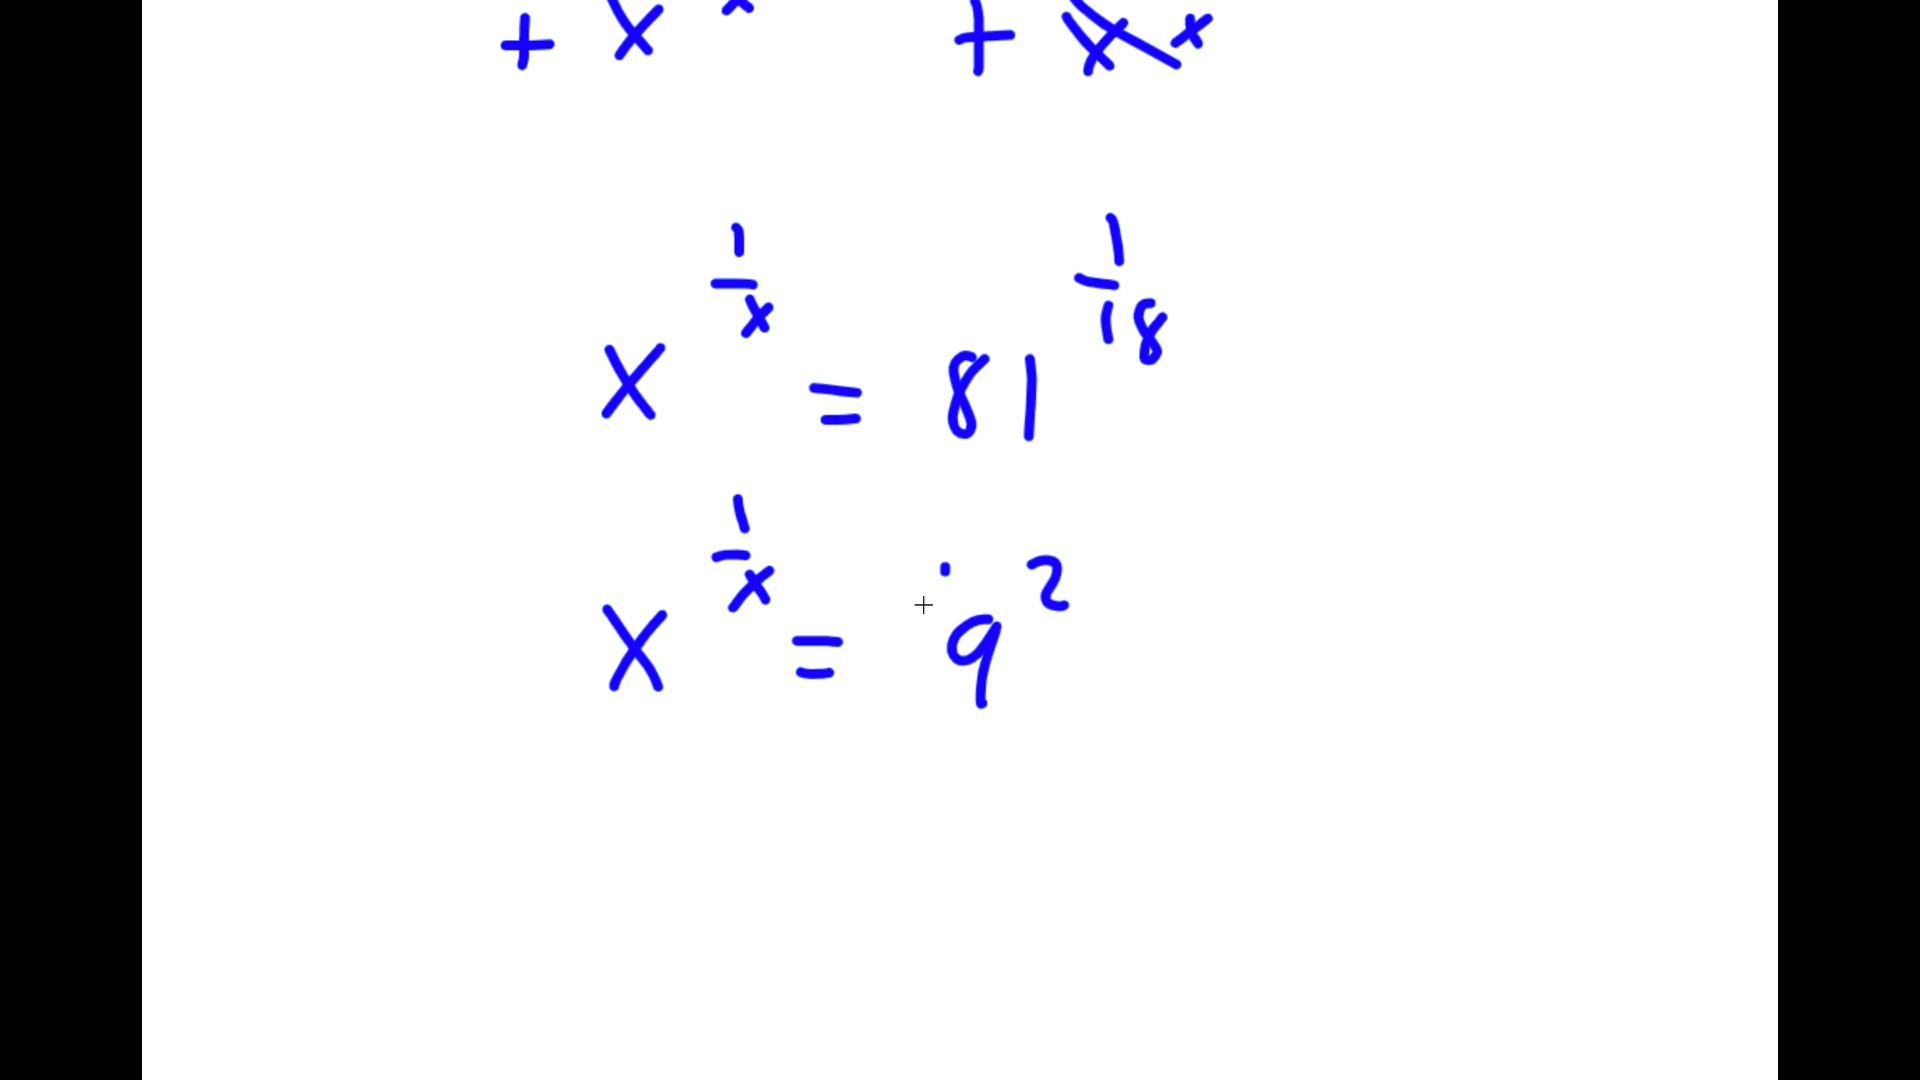 + x^x + x^x
x^(1/x) = 81^(1/18)
x^(1/x) = 9^2